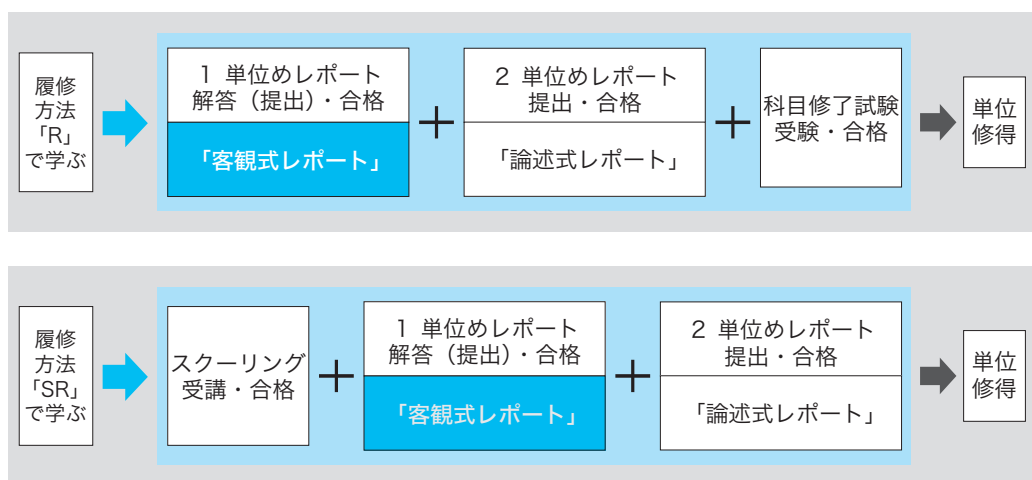 履修
方法
「R」
で学ぶ
1 単位めレポート
解答（提出）・合格
「客観式レポート」
＋
2 単位めレポート
提出・合格
「論述式レポート」
＋
科目修了試験
受験・合格
単位
修得
履修
方法
「SR」
で学ぶ
スクーリング
受講・合格
＋
1 単位めレポート
解答（提出）・合格
「客観式レポート」
＋
2 単位めレポート
提出・合格
「論述式レポート」
単位
修得